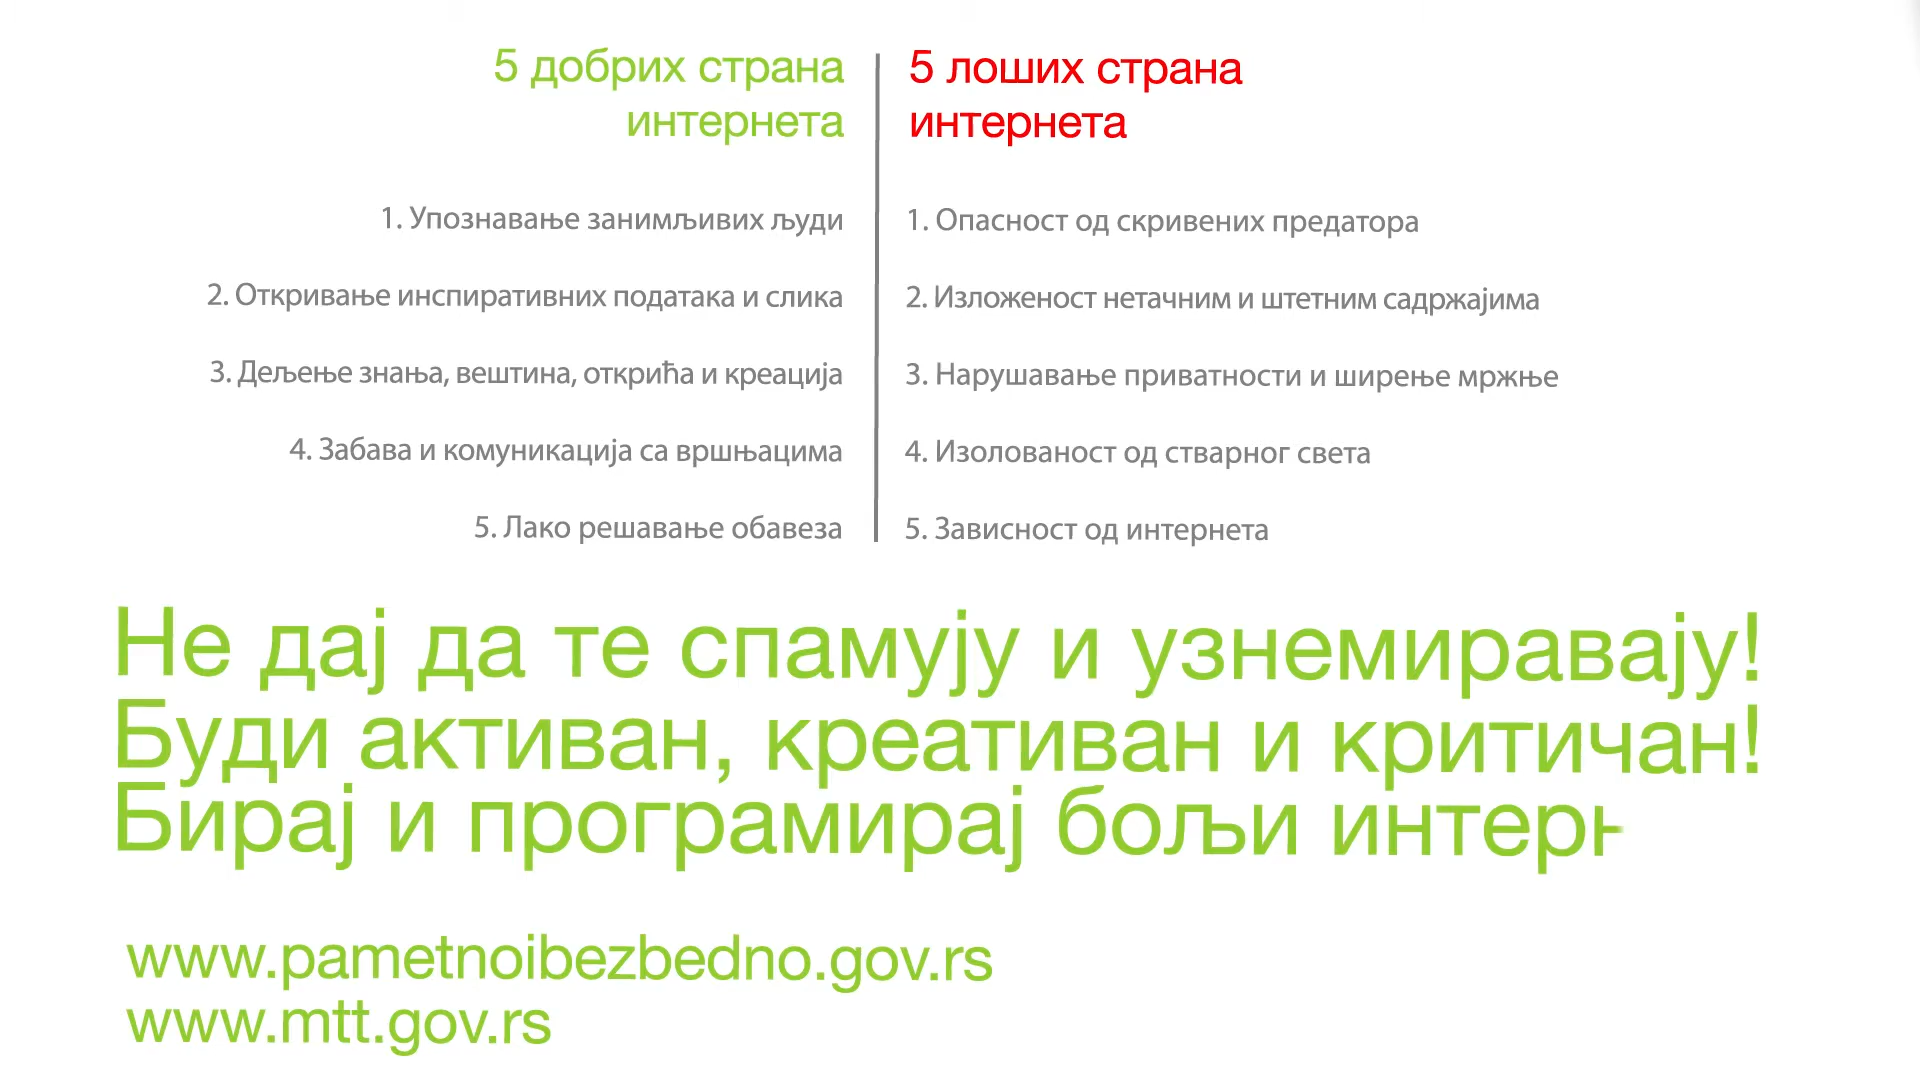 5 добрих страна
интернета
1. Упознавање занимљивих људи
2. Откривање инспиративних података и слика
3. Дељење знања, вештина, открића и креација
4. Забава и комуникација са вршњацима
5. Лако решавање обавеза
5 лоших страна
интернета
1. Опасност од скривених предатора
2. Изложеност нетачним и штетним садржајима
3. Нарушавање приватности и ширење мржње
4. Изолованост од стварног света
5. Зависност од интернета
Не дај да те спамују и узнемиравају!
Буди активан, креативан и критичан!
Бирај и програмирај бољи
www.pametnoibezbedno.gov.rs
www.mtt.gov.rs